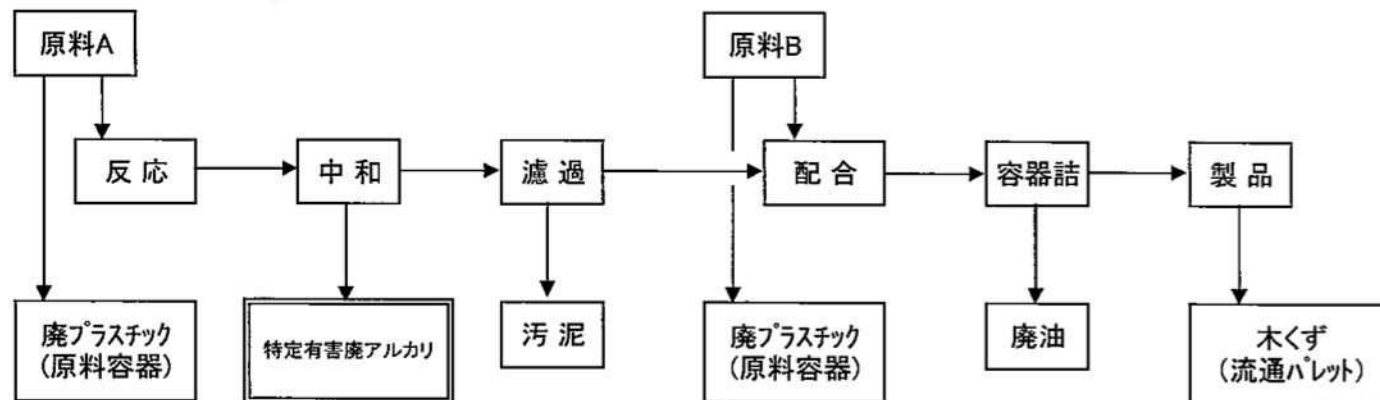 原料A
原料B
反 応
中 和
濾 過
配 合
容器詰
製 品
廃プラスチック
(原料容器)
特定有害廃アルカリ
汚 泥
廃プラスチック
(原料容器)
廃油
木くず
(流通パレット)